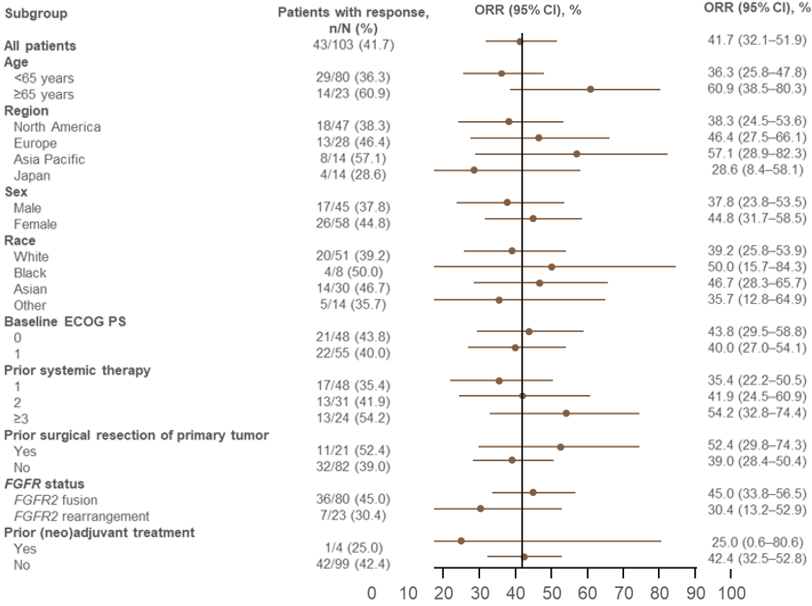 Subgroup Patients with response, n/N (%) ORR (95% CI), % ORR (95% CI), %
All patients 43/103 (41.7) 41.7 (32.1–51.9)
Age
<65 years 29/80 (36.3) 36.3 (25.8–47.8)
≥65 years 14/23 (60.9) 60.9 (38.5–80.3)
Region
North America 18/47 (38.3) 38.3 (24.5–53.6)
Europe 13/28 (46.4) 46.4 (27.5–66.1)
Asia Pacific 8/14 (57.1) 57.1 (28.9–82.3)
Japan 4/14 (28.6) 28.6 (8.4–58.1)
Sex
Male 17/45 (37.8) 37.8 (23.8–53.5)
Female 26/58 (44.8) 44.8 (31.7–58.5)
Race
White 20/51 (39.2) 39.2 (25.8–53.9)
Black 4/8 (50.0) 50.0 (15.7–84.3)
Asian 14/30 (46.7) 46.7 (28.3–65.7)
Other 5/14 (35.7) 35.7 (12.8–64.9)
Baseline ECOG PS
0 21/48 (43.8) 43.8 (29.5–58.8)
1 22/55 (40.0) 40.0 (27.0–54.1)
Prior systemic therapy
1 17/48 (35.4) 35.4 (22.2–50.5)
2 13/31 (41.9) 41.9 (24.5–60.9)
≥3 13/24 (54.2) 54.2 (32.8–74.4)
Prior surgical resection of primary tumor
Yes 11/21 (52.4) 52.4 (29.8–74.3)
No 32/82 (39.0) 39.0 (28.4–50.4)
FGFR status
FGFR2 fusion 36/80 (45.0) 45.0 (33.8–56.5)
FGFR2 rearrangement 7/23 (30.4) 30.4 (13.2–52.9)
Prior (neo)adjuvant treatment
Yes 1/4 (25.0) 25.0 (0.6–80.6)
No 42/99 (42.4) 42.4 (32.5–52.8)
0 10 20 30 40 50 60 70 80 90 100